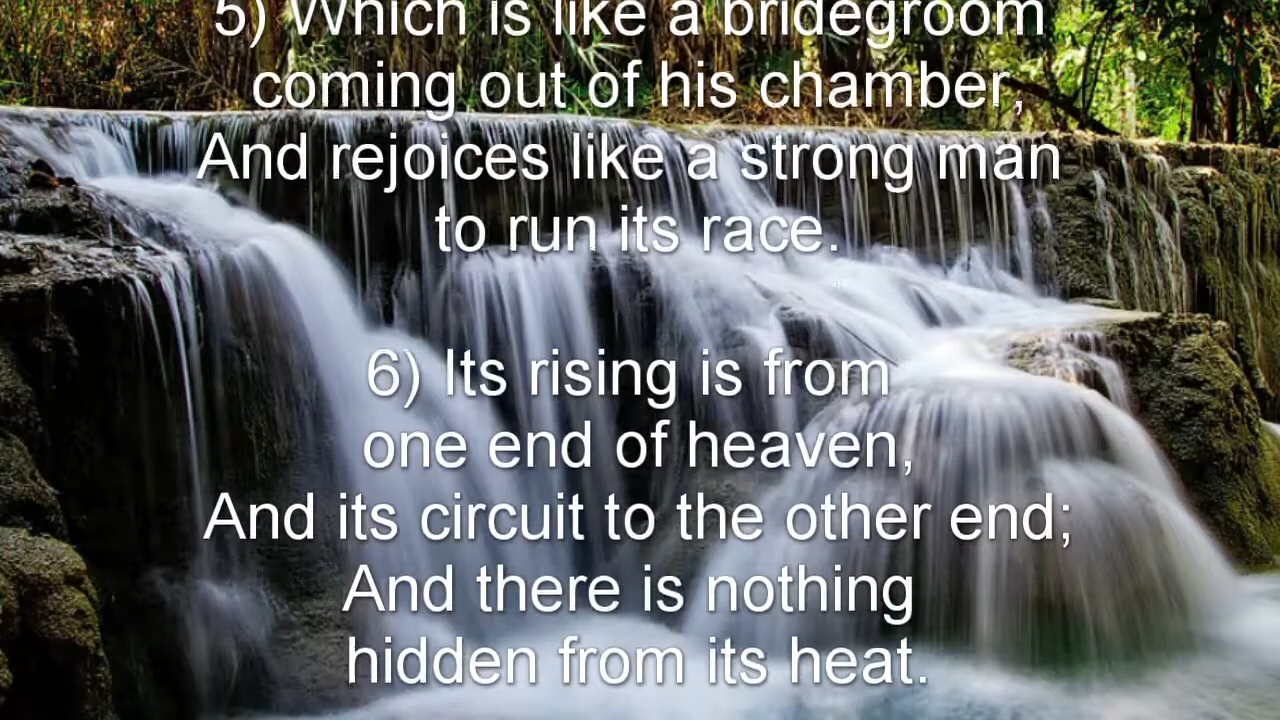 5) Which is like a bridegroom
coming out of his chamber,
And rejoices like a strong man
to run its race.
6) Its rising is from
one end of heaven,
And its circuit to the other end;
And there is nothing
hidden from its heat.